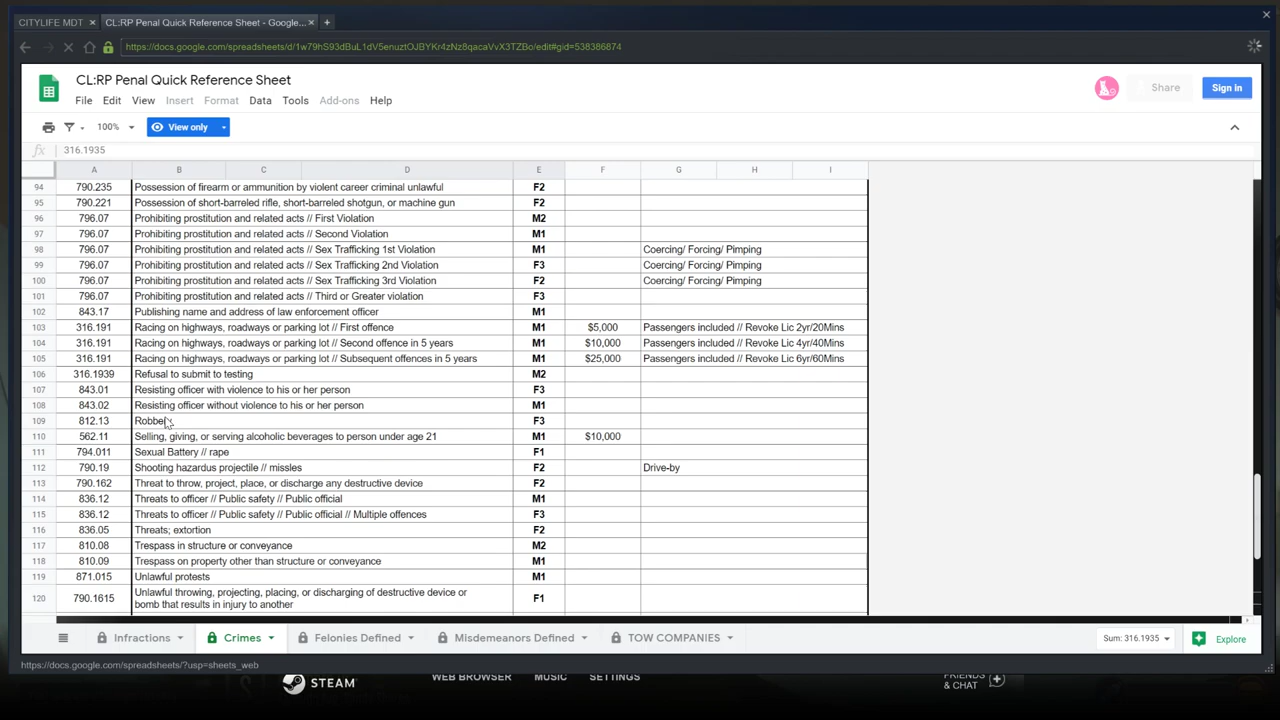 CITYLIFE MDT
CL:RP Penal Quick Reference Sheet - Google...
https://docs.google.com/spreadsheets/d/1w79hS93dBuL1dV5enuztOJBYKr4zNz8qacaVvX3TZBo/edit#gid=538386874
CL:RP Penal Quick Reference Sheet
File Edit View Insert Format Data Tools Add-ons Help
Share
Sign in
100%
View only
fx 316.1935
A B C D E F G H I
94 790.235 Possession of firearm or ammunition by violent career criminal unlawful F2
95 790.221 Possession of short-barreled rifle, short-barreled shotgun, or machine gun F2
96 796.07 Prohibiting prostitution and related acts // First Violation M2
97 796.07 Prohibiting prostitution and related acts // Second Violation M1
98 796.07 Prohibiting prostitution and related acts // Sex Trafficking 1st Violation M1 Coercing/ Forcing/ Pimping
99 796.07 Prohibiting prostitution and related acts // Sex Trafficking 2nd Violation F3 Coercing/ Forcing/ Pimping
100 796.07 Prohibiting prostitution and related acts // Sex Trafficking 3rd Violation F2 Coercing/ Forcing/ Pimping
101 796.07 Prohibiting prostitution and related acts // Third or Greater violation F3
102 843.17 Publishing name and address of law enforcement officer M1
103 316.191 Racing on highways, roadways or parking lot // First offence M1 $5,000 Passengers included // Revoke Lic 2yr/20Mins
104 316.191 Racing on highways, roadways or parking lot // Second offence in 5 years M1 $10,000 Passengers included // Revoke Lic 4yr/40Mins
105 316.191 Racing on highways, roadways or parking lot // Subsequent offences in 5 years M1 $25,000 Passengers included // Revoke Lic 6yr/60Mins
106 316.1939 Refusal to submit to testing M2
107 843.01 Resisting officer with violence to his or her person F3
108 843.02 Resisting officer without violence to his or her person M1
109 812.13 Robbery F3
110 562.11 Selling, giving, or serving alcoholic beverages to person under age 21 M1 $10,000
111 794.011 Sexual Battery // rape F1
112 790.19 Shooting hazardus projectile // missles F2 Drive-by
113 790.162 Threat to throw, project, place, or discharge any destructive device F2
114 836.12 Threats to officer // Public safety // Public official M1
115 836.12 Threats to officer // Public safety // Public official // Multiple offences F3
116 836.05 Threats; extortion F2
117 810.08 Trespass in structure or conveyance M2
118 810.09 Trespass on property other than structure or conveyance M1
119 871.015 Unlawful protests M1
120 790.1615 Unlawful throwing, projecting, placing, or discharging of destructive device or F1
bomb that results in injury to another
Infractions Crimes Felonies Defined Misdemeanors Defined TOW COMPANIES
Sum: 316.1935
Explore
https://docs.google.com/spreadsheets/?usp=sheets_web
STEAM
WEB BROWSER MUSIC SETTINGS
FRIENDS
& CHAT